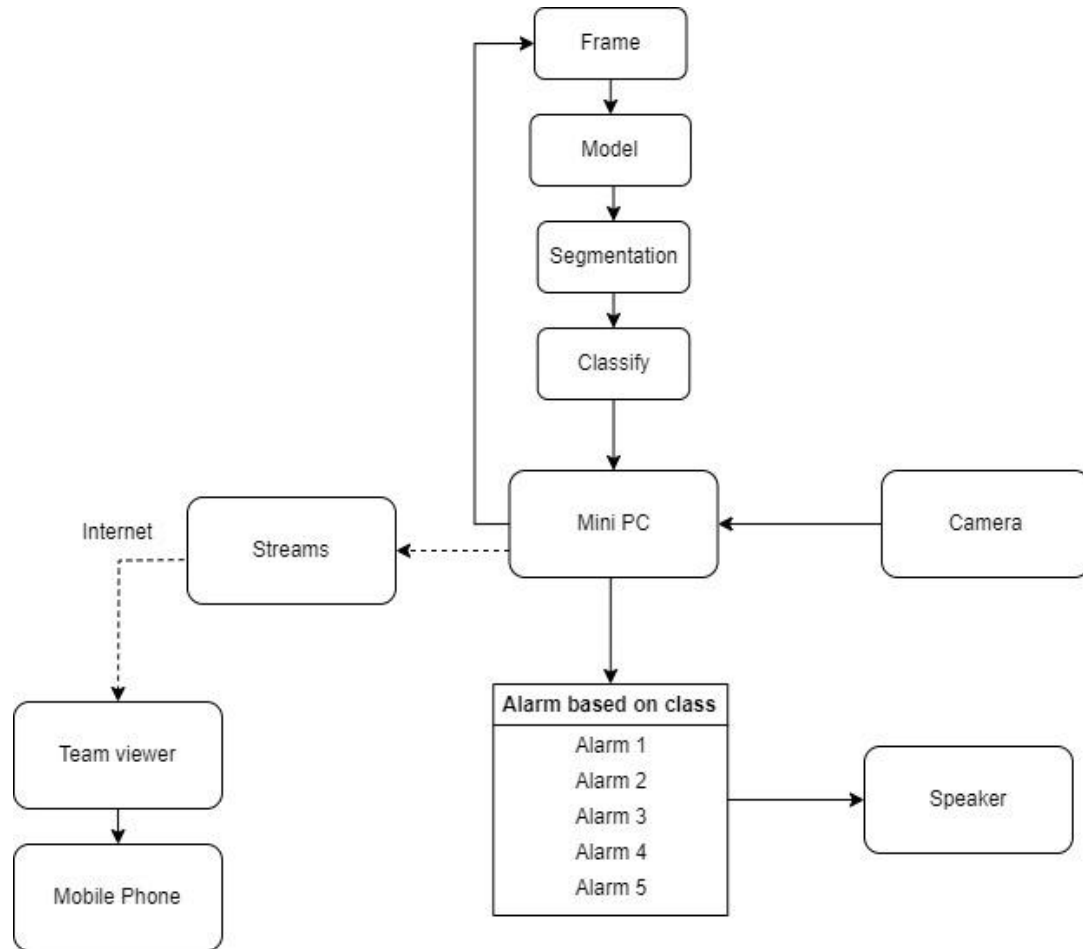 Frame
Model
Segmentation
Classify
Mini PC
Camera
Internet
Streams
Alarm based on class
Alarm 1
Alarm 2
Alarm 3
Alarm 4
Alarm 5
Speaker
Team viewer
Mobile Phone